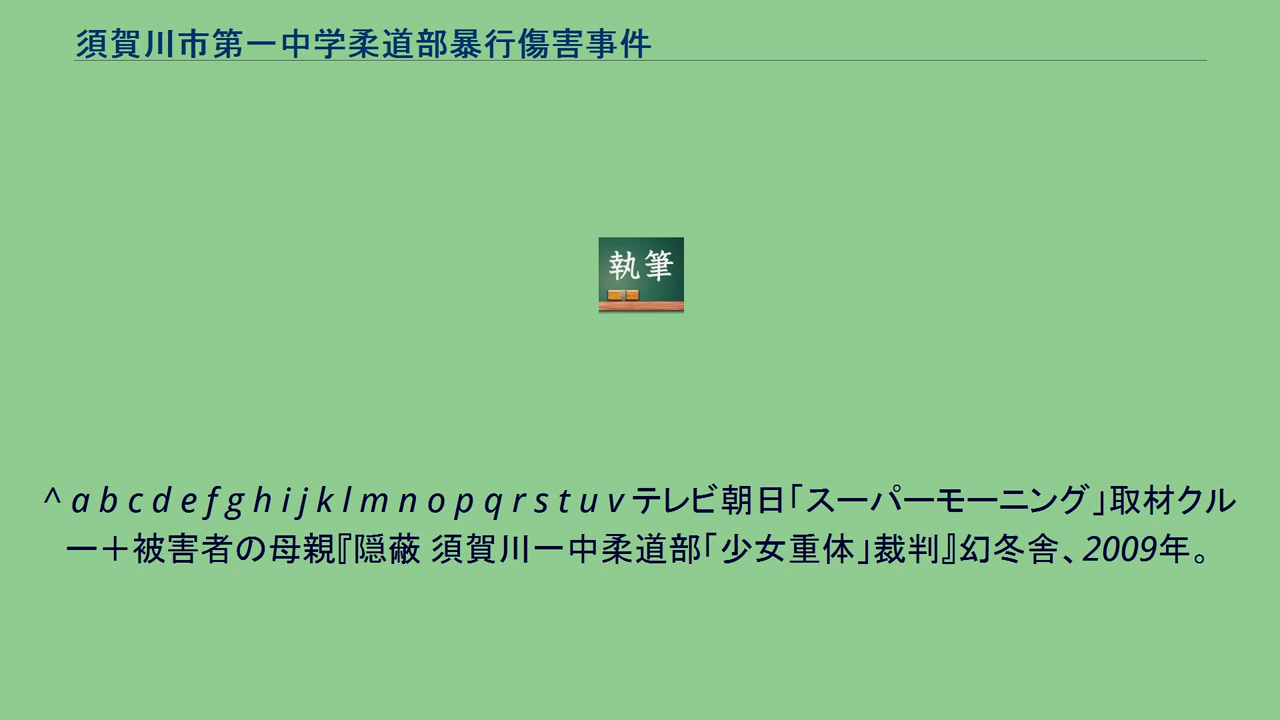 須賀川市第一中学柔道部暴行傷害事件
執筆
^ a b c d e f g h i j k l m n o p q r s t u v テレビ朝日「スーパーモーニング」取材クル
ー＋被害者の母親『隠蔽 須賀川一中柔道部「少女重体」裁判』幻冬舎、2009年。